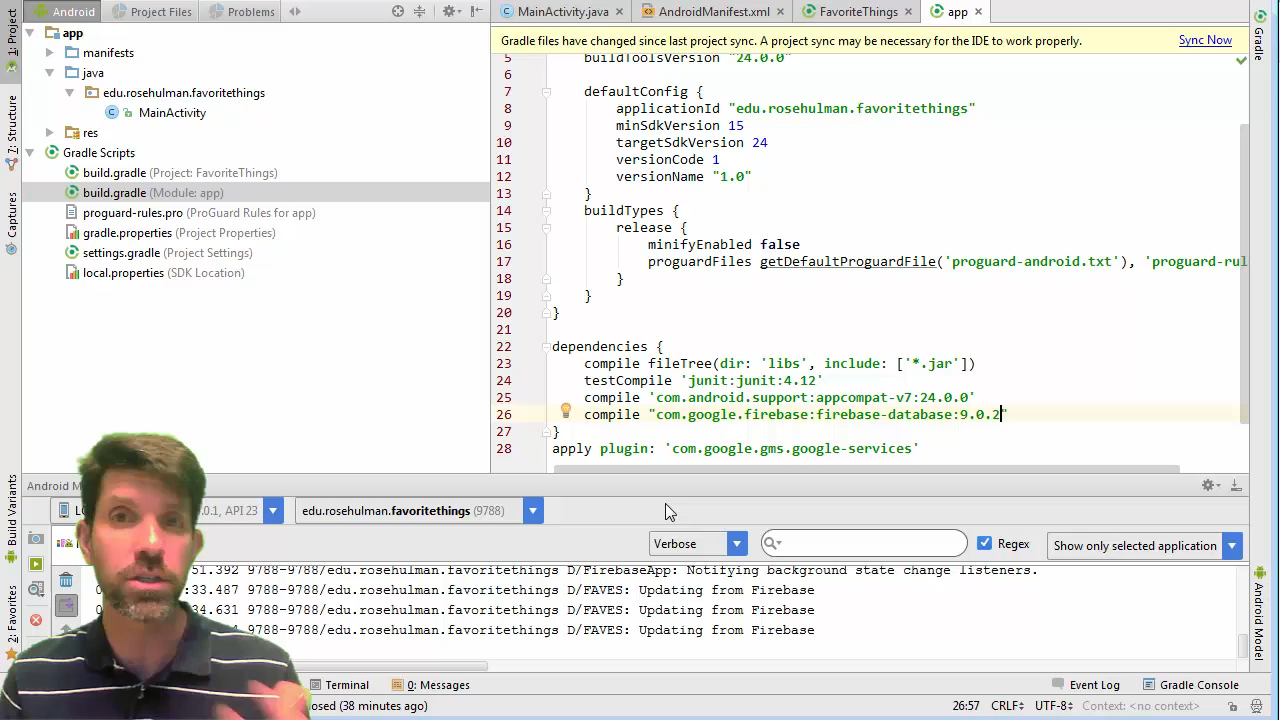 Android
Project Files
Problems
MainActivity.java
AndroidManifest.xml
FavoriteThings
app
1: Project
7: Structure
Captures
Build Variants
2: Favorites
app
manifests
java
edu.rosehulman.favoritethings
MainActivity
res
Gradle Scripts
build.gradle (Project: FavoriteThings)
build.gradle (Module: app)
proguard-rules.pro (ProGuard Rules for app)
gradle.properties (Project Properties)
settings.gradle (Project Settings)
local.properties (SDK Location)
Gradle files have changed since last project sync. A project sync may be necessary for the IDE to work properly. Sync Now
5 buildToolsVersion "24.0.0"
6
7 defaultConfig {
8 applicationId "edu.rosehulman.favoritethings"
9 minSdkVersion 15
10 targetSdkVersion 24
11 versionCode 1
12 versionName "1.0"
13 }
14 buildTypes {
15 release {
16 minifyEnabled false
17 proguardFiles getDefaultProguardFile('proguard-android.txt'), 'proguard-rul
18 }
19 }
20 }
21
22 dependencies {
23 compile fileTree(dir: 'libs', include: ['*.jar'])
24 testCompile 'junit:junit:4.12'
25 compile 'com.android.support:appcompat-v7:24.0.0'
26 compile "com.google.firebase:firebase-database:9.0.2"
27 }
28 apply plugin: 'com.google.gms.google-services'
Gradle
Android Model
Android M
.0.1, API 23
edu.rosehulman.favoritethings (9788)
Verbose
Regex
Show only selected application
51.392 9788-9788/edu.rosehulman.favoritethings D/FirebaseApp: Notifying background state change listeners.
:33.485 9788-9788/edu.rosehulman.favoritethings D/FAVES: Updating from Firebase
34.631 9788-9788/edu.rosehulman.favoritethings D/FAVES: Updating from Firebase
9788-9788/edu.rosehulman.favoritethings D/FAVES: Updating from Firebase
Terminal
0: Messages
Event Log
Gradle Console
osed (38 minutes ago)
26:57 CRLF UTF-8 Context: <no context>